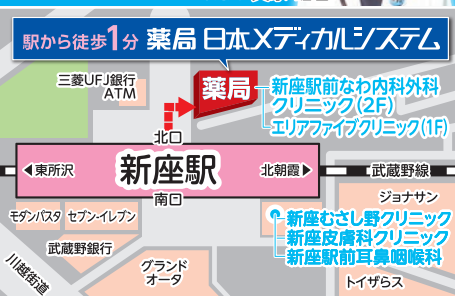 駅から徒歩1分 薬局 日本メディカルシステム
三菱UFJ銀行
ATM
薬局
新座駅前なわ内科外科
クリニック(2F)
エリアファイブクリニック(1F)
北口
◀東所沢
新座駅
北朝霞▶
武蔵野線
南口
ジョナサン
モダンパスタ
セブン-イレブン
新座むさし野クリニック
新座皮膚科クリニック
新座駅前耳鼻咽喉科
武蔵野銀行
川越街道
グランド
オータ
トイザらス